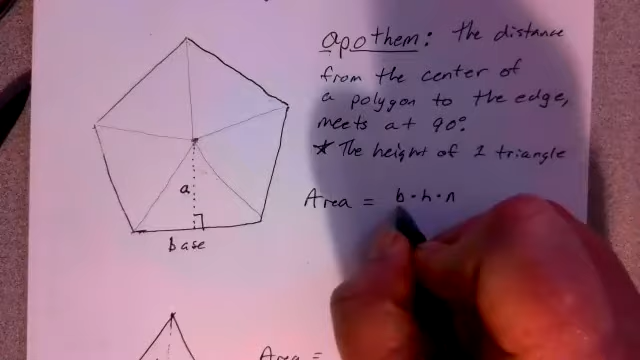 apothem: the distance
from the center of
a polygon to the edge,
meets at 90°.
* The height of 1 triangle
a
Area = b·h·n
base
Area =